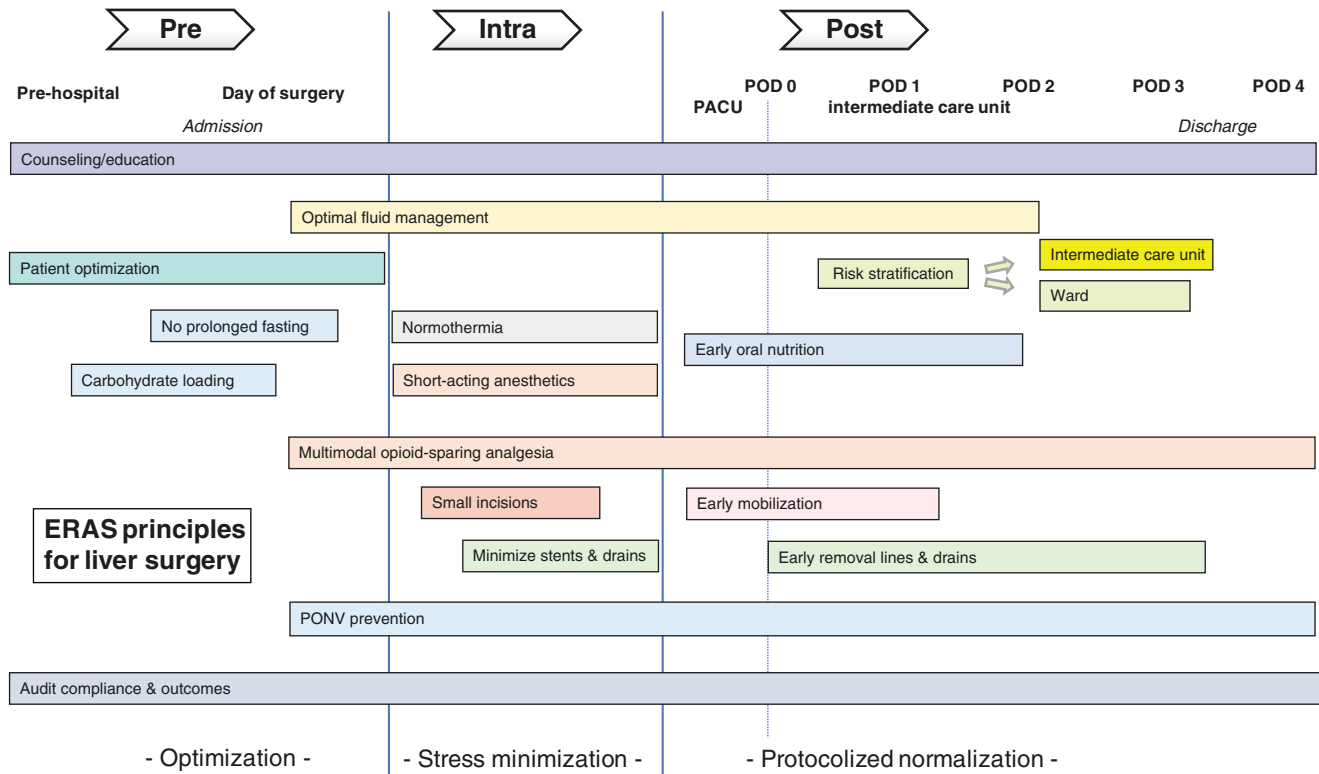 Pre
Intra
Post
Pre-hospital
Day of surgery
POD 0
POD 1
POD 2
POD 3
POD 4
PACU
intermediate care unit
Admission
Discharge
Counseling/education
Optimal fluid management
Patient optimization
Risk stratification
Intermediate care unit
Ward
No prolonged fasting
Normothermia
Early oral nutrition
Carbohydrate loading
Short-acting anesthetics
Multimodal opioid-sparing analgesia
Small incisions
Early mobilization
ERAS principles
for liver surgery
Minimize stents & drains
Early removal lines & drains
PONV prevention
Audit compliance & outcomes
- Optimization -
- Stress minimization -
- Protocolized normalization -